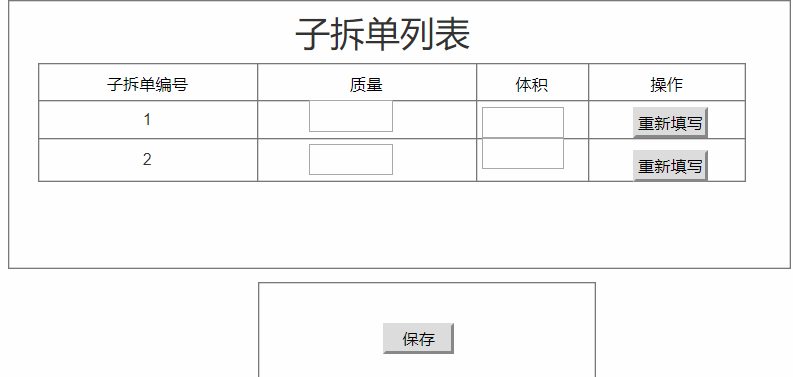 子拆单列表
子拆单编号 质量 体积 操作
1 重新填写
2 重新填写
保存